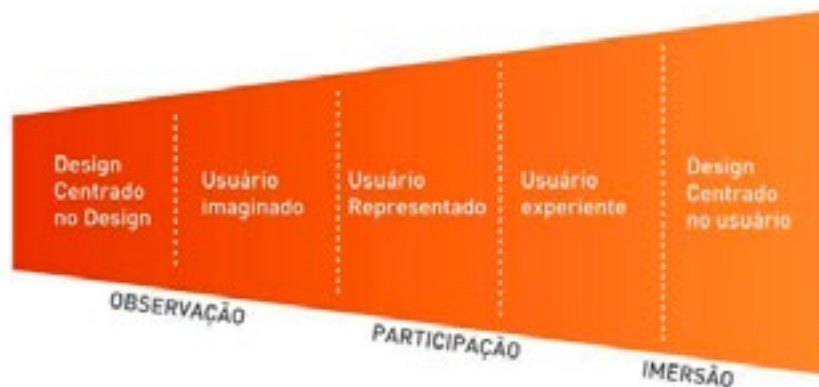 Design
Centrado
no Design
Usuário
imaginado
Usuário
Representado
Usuário
experiente
Design
Centrado
no usuário
OBSERVAÇÃO
PARTICIPAÇÃO
IMERSÃO